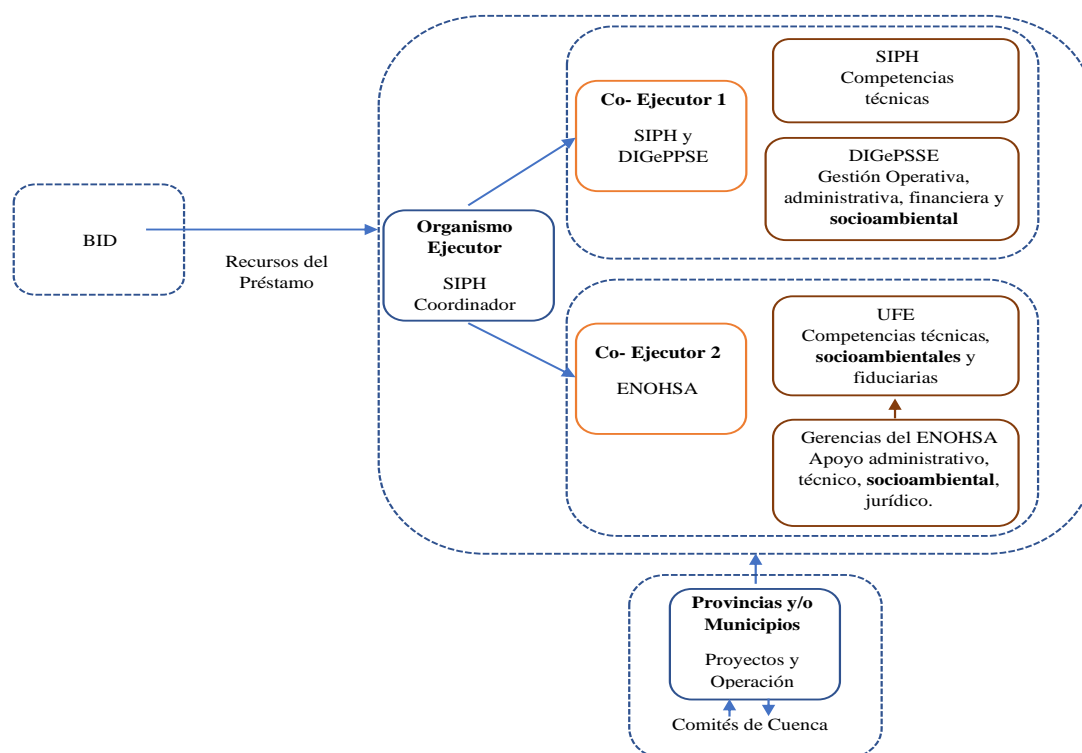 BID
Recursos del
Préstamo
Organismo
Ejecutor
SIPH
Coordinador
Co- Ejecutor 1
SIPH y
DIGePPSE
SIPH
Competencias
técnicas
DIGePSSE
Gestión Operativa,
administrativa, financiera y
socioambiental
Co- Ejecutor 2
ENOHSA
UFE
Competencias técnicas,
socioambientales y
fiduciarias
Gerencias del ENOHSA
Apoyo administrativo,
técnico, socioambiental,
jurídico.
Provincias y/o
Municipios
Proyectos y
Operación
Comités de Cuenca